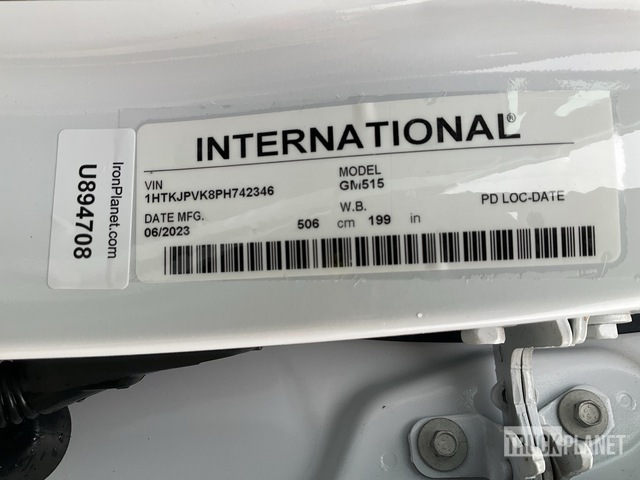 INTERNATIONAL®
VIN
1HTKJPVK8PH742346
MODEL
GM515
DATE MFG.
06/2023
W.B.
506 cm 199 in
PD LOC-DATE
IronPlanet.com
U894708
TRUCKPLANET